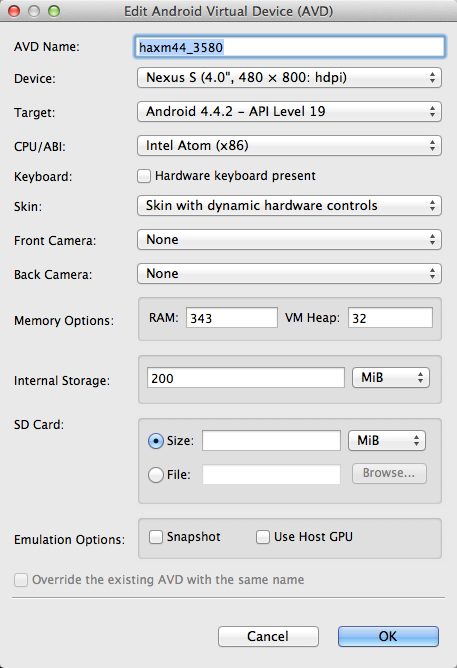 Edit Android Virtual Device (AVD)
AVD Name: haxm44_3580
Device: Nexus S (4.0", 480 × 800: hdpi)
Target: Android 4.4.2 – API Level 19
CPU/ABI: Intel Atom (x86)
Keyboard: Hardware keyboard present
Skin: Skin with dynamic hardware controls
Front Camera: None
Back Camera: None
Memory Options: RAM: 343 VM Heap: 32
Internal Storage: 200 MiB
SD Card:
Size: MiB
File: Browse...
Emulation Options: Snapshot Use Host GPU
Override the existing AVD with the same name
Cancel OK